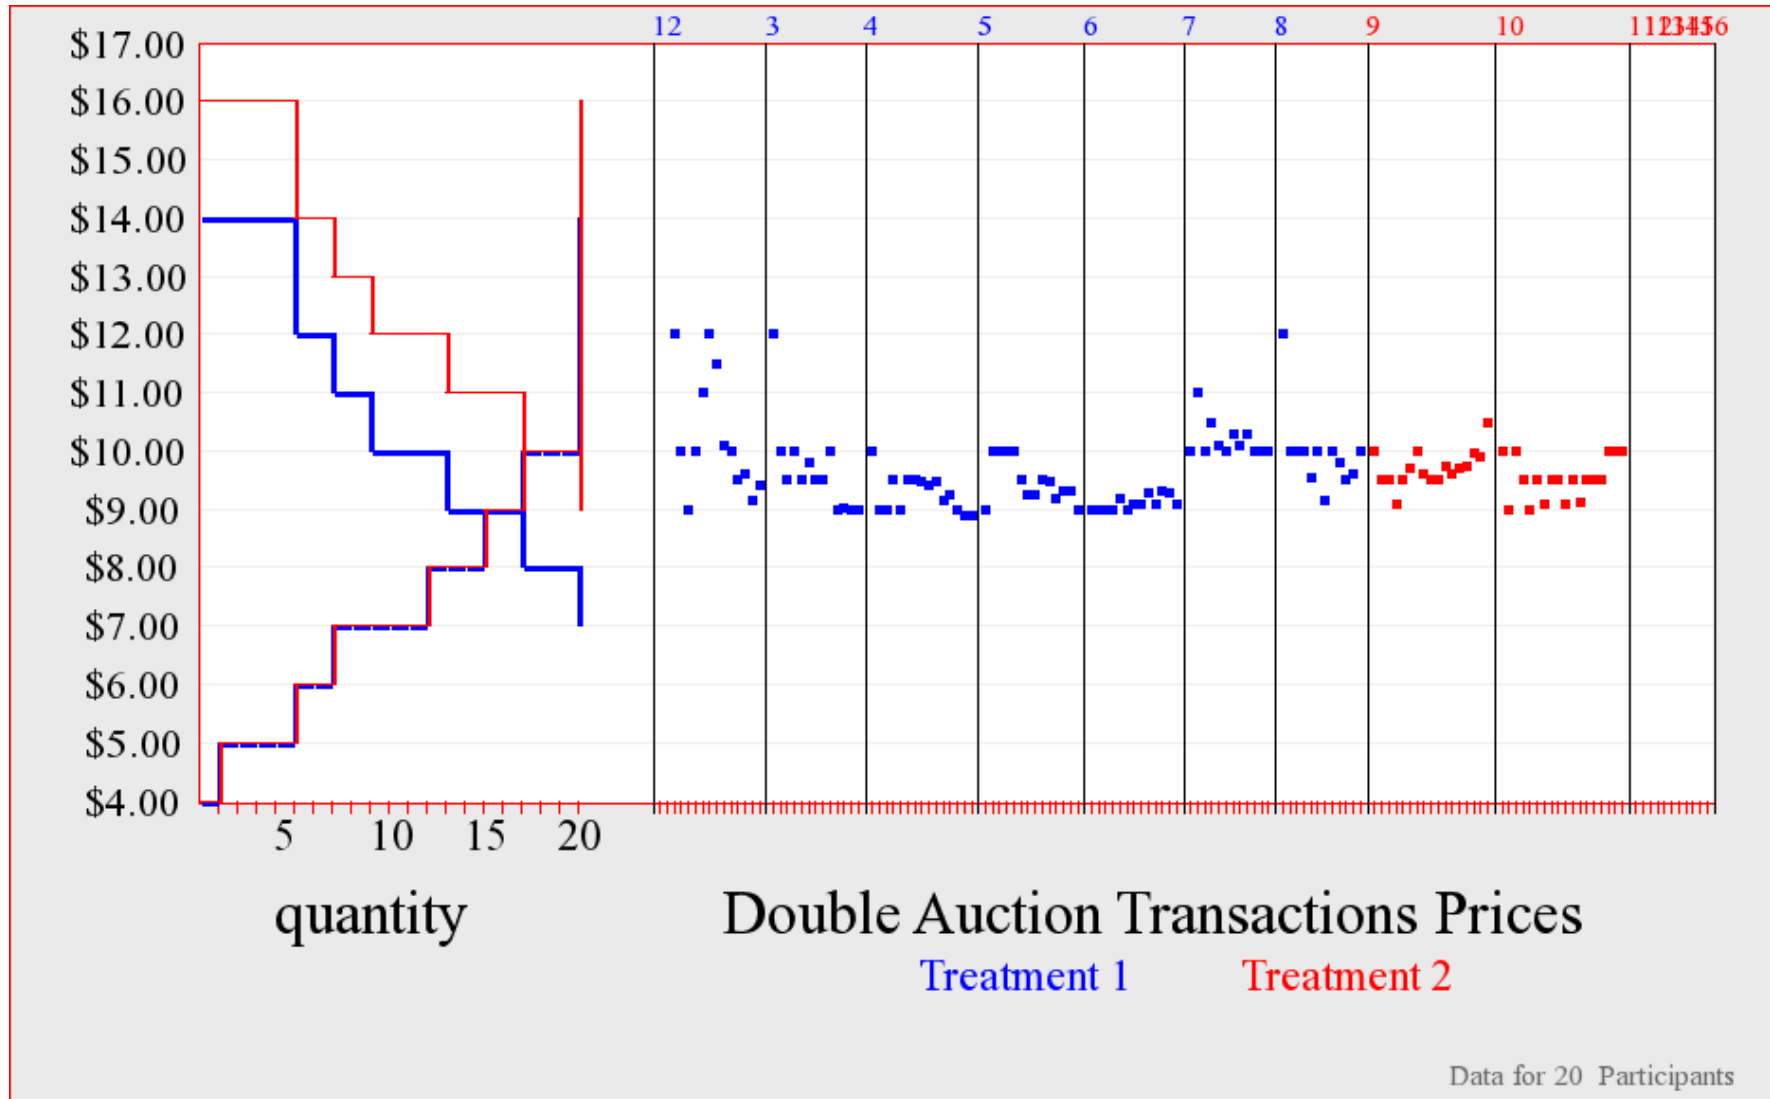 12 3 4 5 6 7 8 9 10
$17.00
$16.00
$15.00
$14.00
$13.00
$12.00
$11.00
$10.00
$9.00
$8.00
$7.00
$6.00
$5.00
$4.00
5 10 15 20
quantity
Double Auction Transactions Prices
Treatment 1 Treatment 2
Data for 20 Participants